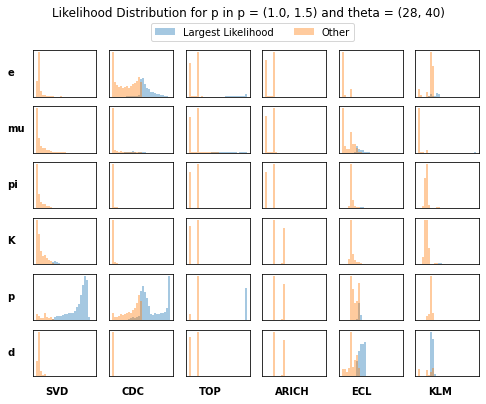 Likelihood Distribution for p in p = (1.0, 1.5) and theta = (28, 40)
Largest Likelihood Other
e
mu
pi
K
p
d
SVD CDC TOP ARICH ECL KLM